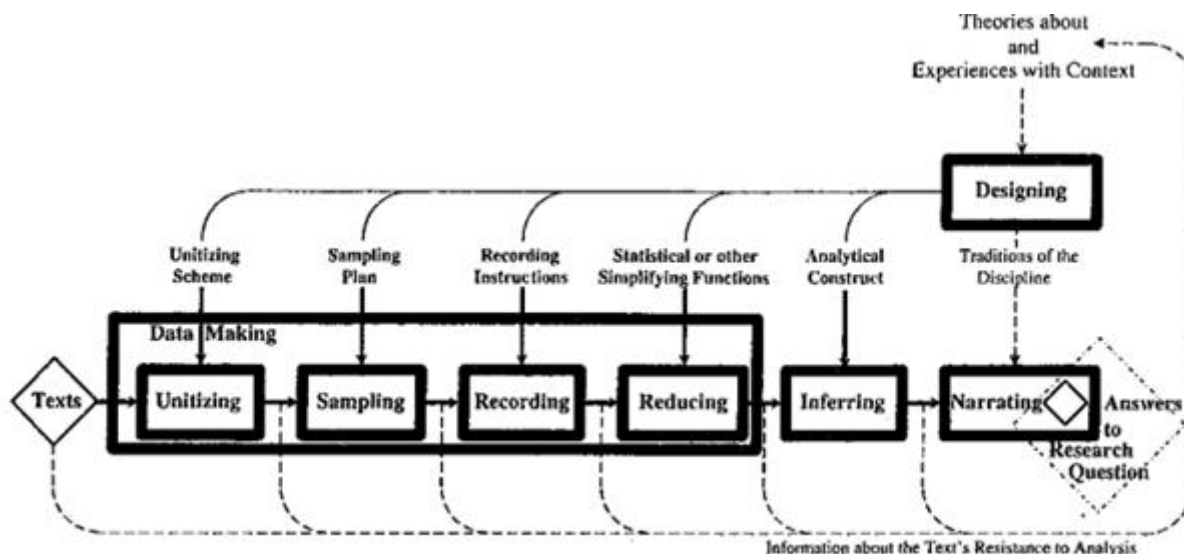 Theories about
and
Experiences with Context
Designing
Unitizing
Scheme
Sampling
Plan
Recording
Instructions
Statistical or other
Simplifying Functions
Analytical
Construct
Traditions of the
Discipline
Data Making
Texts
Unitizing
Sampling
Recording
Reducing
Inferring
Narrating
Answers
to
Research
Question
Information about the Text's Resistance to Analysis